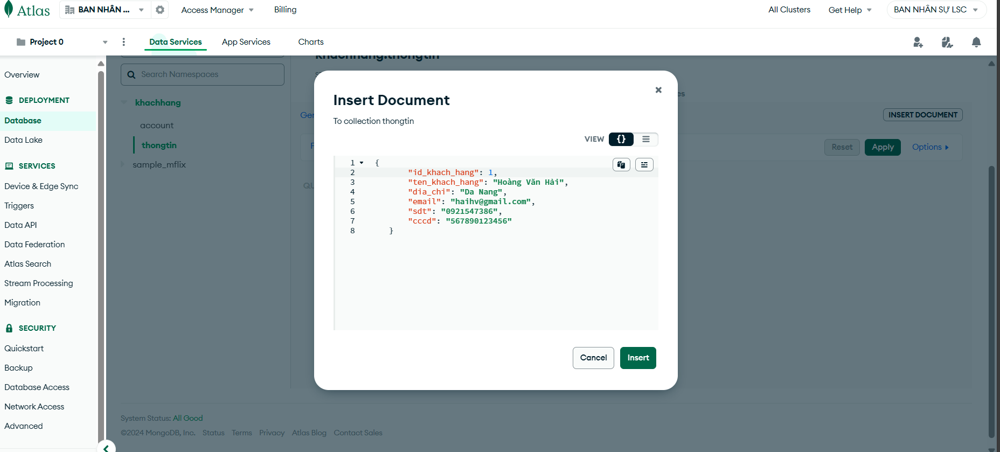 Atlas
BAN NHÂN ...
Access Manager
Billing
All Clusters
Get Help
BAN NHÂN SỰ LSC
Project 0
Data Services
App Services
Charts
Overview
DEPLOYMENT
Database
Data Lake
SERVICES
Device & Edge Sync
Triggers
Data API
Data Federation
Atlas Search
Stream Processing
Migration
SECURITY
Quickstart
Backup
Database Access
Network Access
Advanced
Search Namespaces
khachhang
account
thongtin
sample_mflix
khachhang.thongtin
INSERT DOCUMENT
Reset
Apply
Options
Insert Document
To collection thongtin
VIEW {}
1 {
2 "id_khach_hang": 1,
3 "ten_khach_hang": "Hoàng Văn Hải",
4 "dia_chi": "Da Nang",
5 "email": "haihv@gmail.com",
6 "sdt": "0921547386",
7 "cccd": "567890123456"
8 }
Cancel
Insert
System Status: All Good
©2024 MongoDB, Inc. Status Terms Privacy Atlas Blog Contact Sales